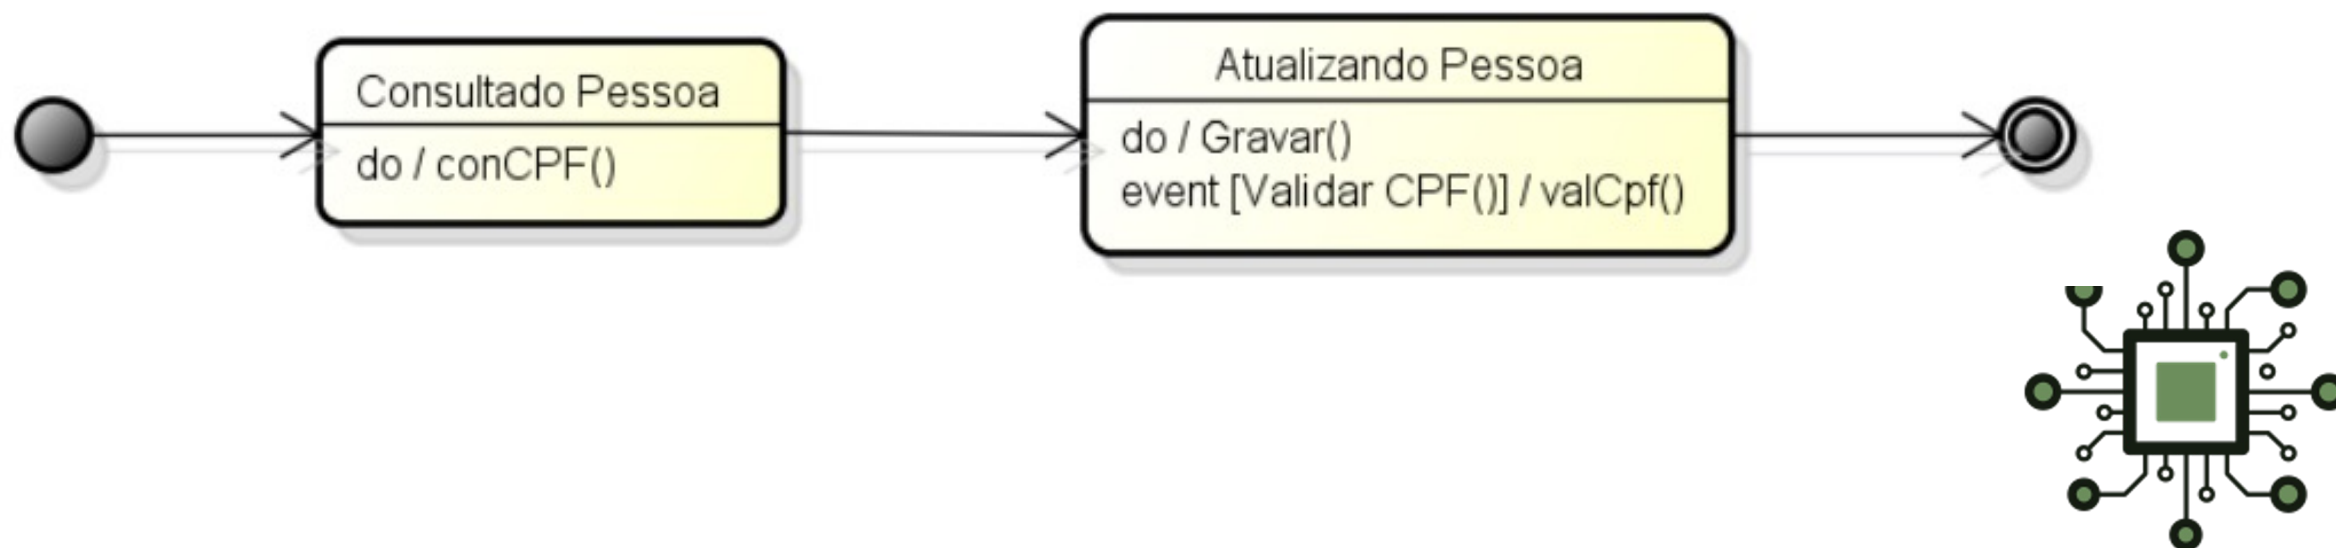 Consultado Pessoa
do / conCPF()
Atualizando Pessoa
do / Gravar()
event [Validar CPF()] / valCpf()